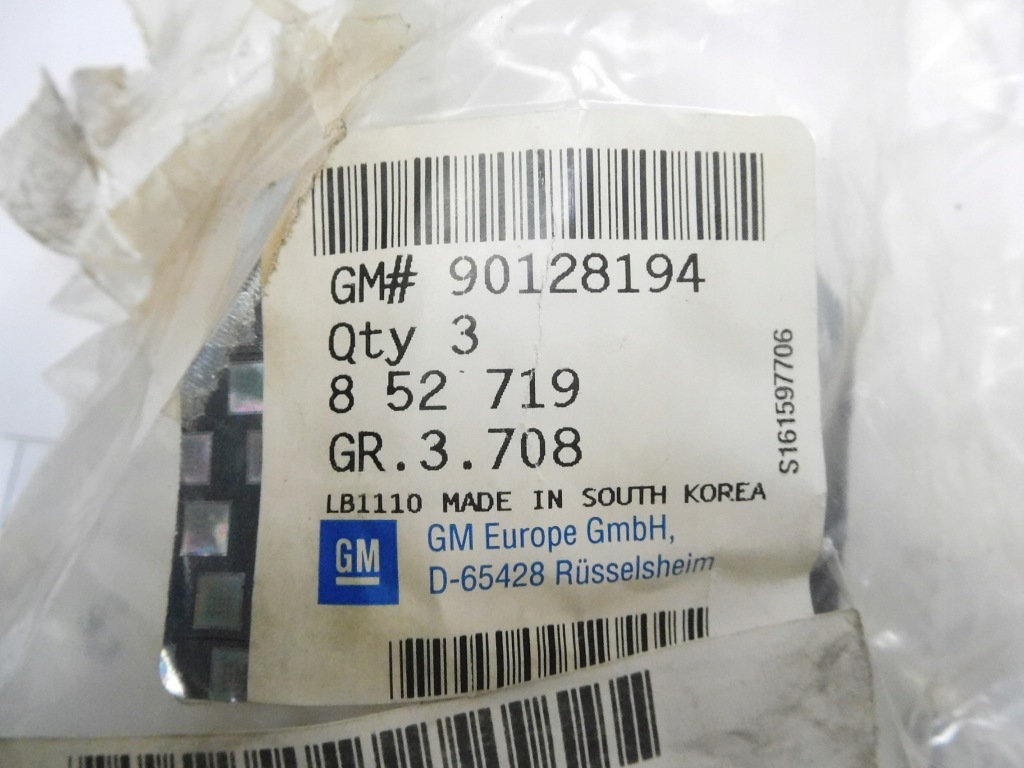 GM# 90128194
Qty 3
8 52 719
GR.3.708
LB1110 MADE IN SOUTH KOREA
GM
GM Europe GmbH,
D-65428 Rüsselsheim
S161597706